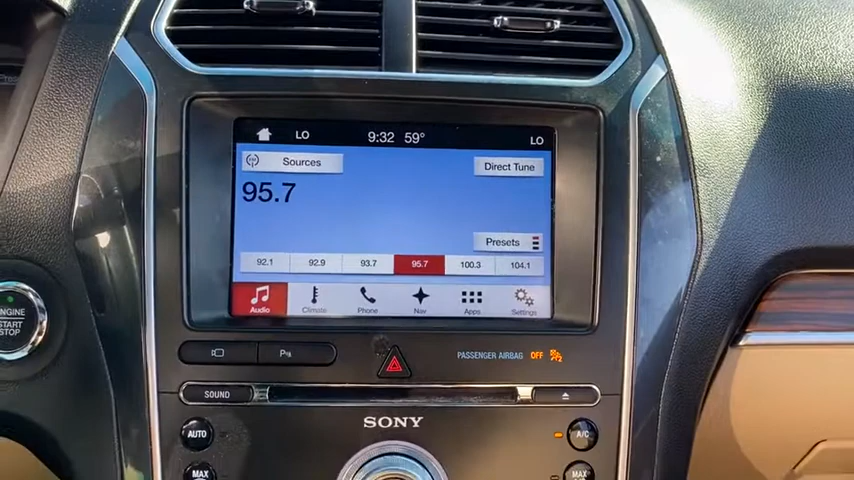 LO 9:32 59° LO
FM Sources
Direct Tune
95.7
Presets
92.1 92.9 93.7 95.7 100.3 104.1
Audio Climate Phone Nav Apps Settings
ENGINE
START
STOP
PASSENGER AIRBAG OFF
SOUND
SONY
AUTO
A/C
MAX
MAX